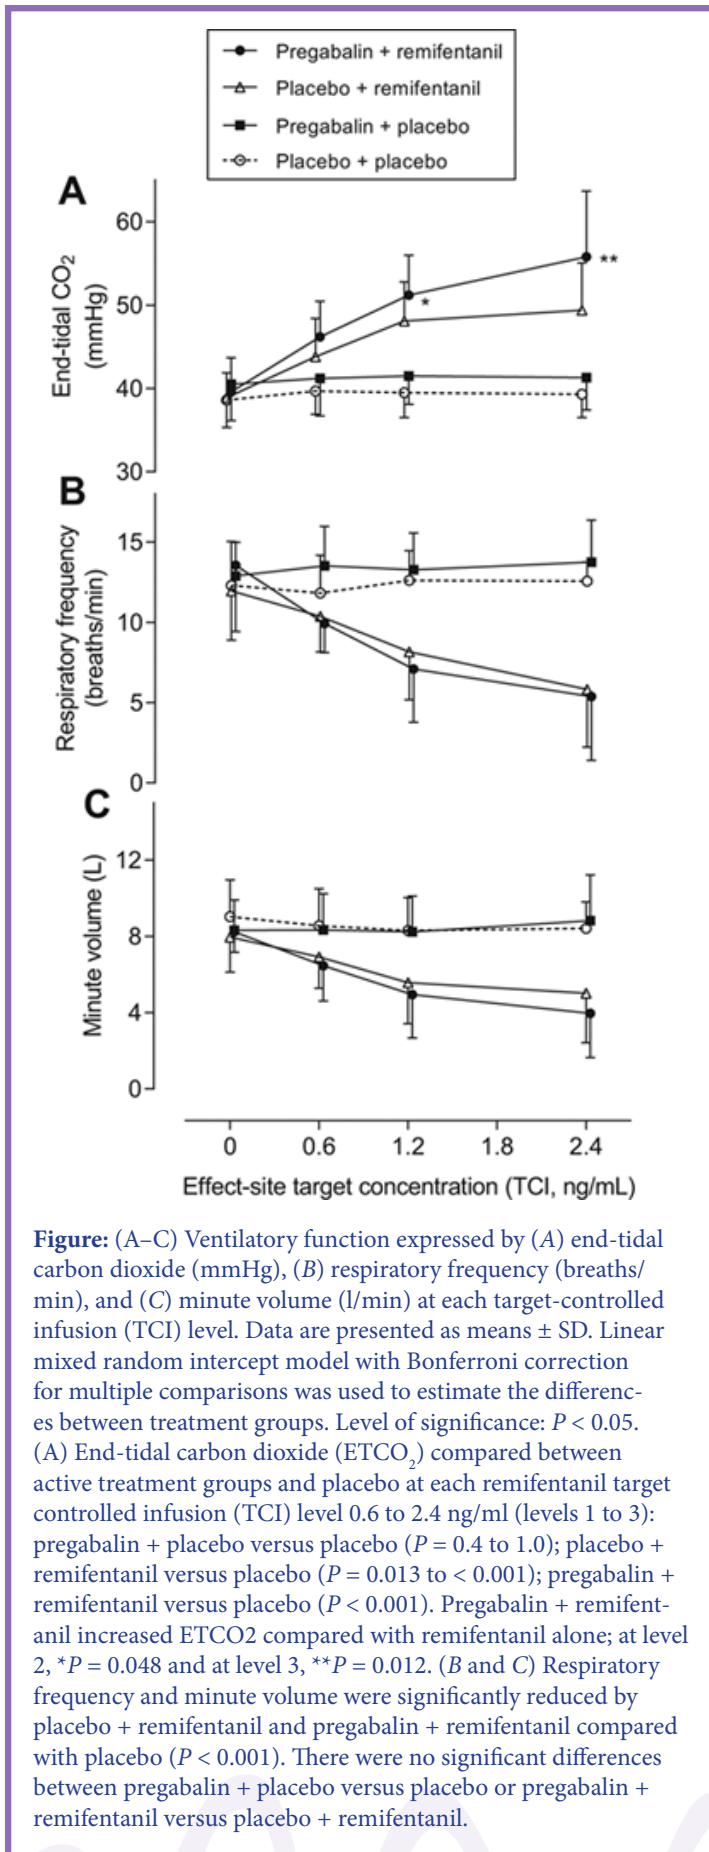 Pregabalin + remifentanil
Placebo + remifentanil
Pregabalin + placebo
Placebo + placebo
A
End-tidal CO₂
(mmHg)
60
50
40
30
*
**
B
Respiratory frequency
(breaths/min)
15
10
5
0
C
Minute volume (L)
12
8
4
0
0 0.6 1.2 1.8 2.4
Effect-site target concentration (TCI, ng/mL)
Figure: (A–C) Ventilatory function expressed by (A) end-tidal
carbon dioxide (mmHg), (B) respiratory frequency (breaths/
min), and (C) minute volume (l/min) at each target-controlled
infusion (TCI) level. Data are presented as means ± SD. Linear
mixed random intercept model with Bonferroni correction
for multiple comparisons was used to estimate the differenc-
es between treatment groups. Level of significance: P < 0.05.
(A) End-tidal carbon dioxide (ETCO₂) compared between
active treatment groups and placebo at each remifentanil target
controlled infusion (TCI) level 0.6 to 2.4 ng/ml (levels 1 to 3):
pregabalin + placebo versus placebo (P = 0.4 to 1.0); placebo +
remifentanil versus placebo (P = 0.013 to < 0.001); pregabalin +
remifentanil versus placebo (P < 0.001). Pregabalin + remifent-
anil increased ETCO2 compared with remifentanil alone; at level
2, *P = 0.048 and at level 3, **P = 0.012. (B and C) Respiratory
frequency and minute volume were significantly reduced by
placebo + remifentanil and pregabalin + remifentanil compared
with placebo (P < 0.001). There were no significant differences
between pregabalin + placebo versus placebo or pregabalin +
remifentanil versus placebo + remifentanil.